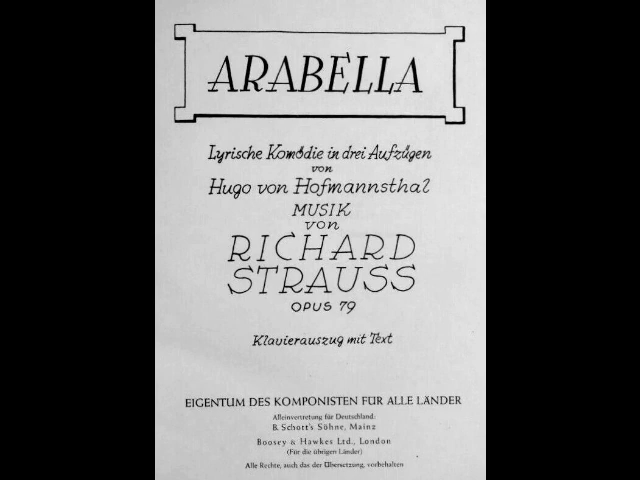 ARABELLA
Lyrische Komödie in drei Aufzügen
von
Hugo von Hofmannsthal
MUSIK
von
RICHARD
STRAUSS
OPUS 79
Klavierauszug mit Text
EIGENTUM DES KOMPONISTEN FÜR ALLE LÄNDER
Alleinvertretung für Deutschland:
B. Schott's Söhne, Mainz
Boosey & Hawkes Ltd., London
(Für die übrigen Länder)
Alle Rechte, auch das der Übersetzung, vorbehalten